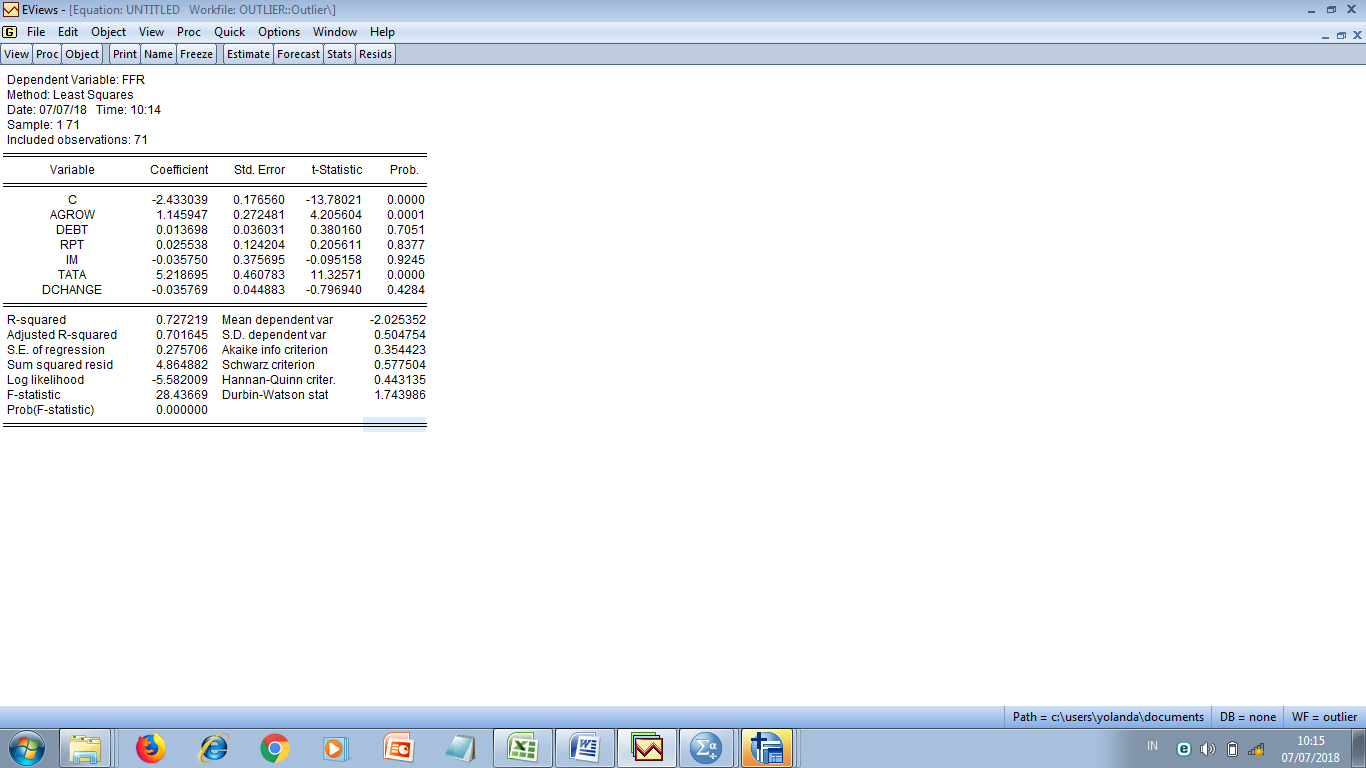 EViews - [Equation: UNTITLED Workfile: OUTLIER::Outlier\]
G File Edit Object View Proc Quick Options Window Help
View Proc Object Print Name Freeze Estimate Forecast Stats Resids
Dependent Variable: FFR
Method: Least Squares
Date: 07/07/18 Time: 10:14
Sample: 1 71
Included observations: 71
Variable Coefficient Std. Error t-Statistic Prob.
C -2.433039 0.176560 -13.78021 0.0000
AGROW 1.145947 0.272481 4.205604 0.0001
DEBT 0.013698 0.036031 0.380160 0.7051
RPT 0.025538 0.124204 0.205611 0.8377
IM -0.035750 0.375695 -0.095158 0.9245
TATA 5.218695 0.460783 11.32571 0.0000
DCHANGE -0.035769 0.044883 -0.796940 0.4284
R-squared 0.727219 Mean dependent var -2.025352
Adjusted R-squared 0.701645 S.D. dependent var 0.504754
S.E. of regression 0.275706 Akaike info criterion 0.354423
Sum squared resid 4.864882 Schwarz criterion 0.577504
Log likelihood -5.582009 Hannan-Quinn criter. 0.443135
F-statistic 28.43669 Durbin-Watson stat 1.743986
Prob(F-statistic) 0.000000
Path = c:\users\yolanda\documents DB = none WF = outlier
IN 10:15
07/07/2018